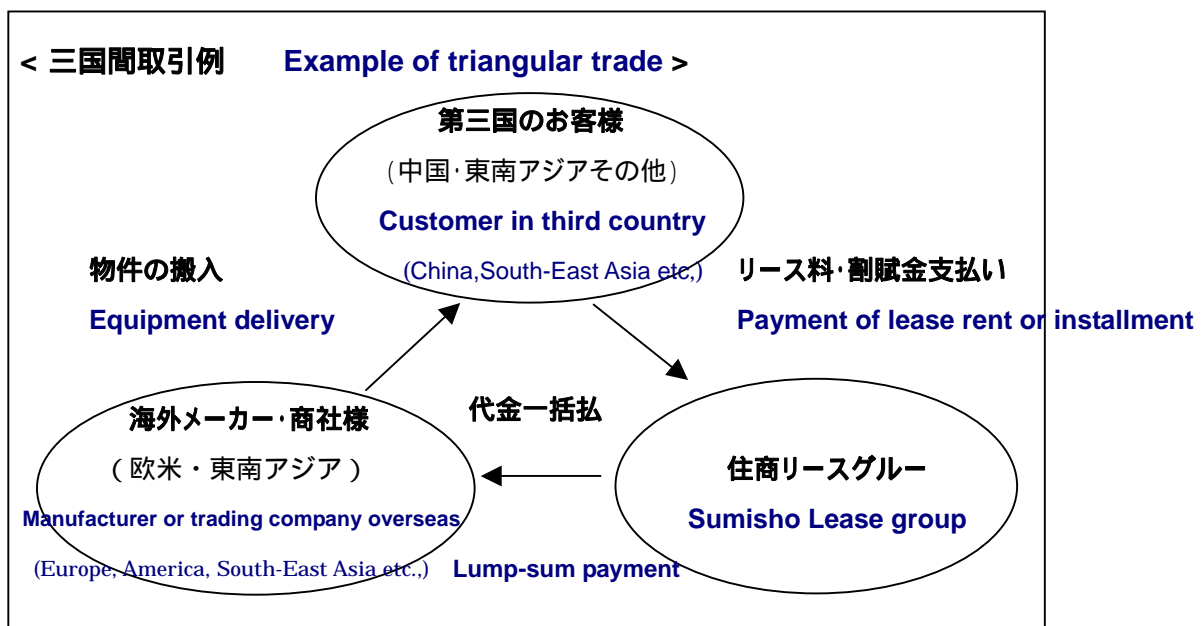 < 三国間取引例 Example of triangular trade >
第三国のお客様
（中国･東南アジアその他）
Customer in third country
(China,South-East Asia etc,)
物件の搬入
Equipment delivery
リース料･割賦金支払い
Payment of lease rent or installment
海外メーカー･商社様
（欧米・東南アジア）
Manufacturer or trading company overseas
(Europe, America, South-East Asia etc.,)
代金一括払
Lump-sum payment
住商リースグルー
Sumisho Lease group